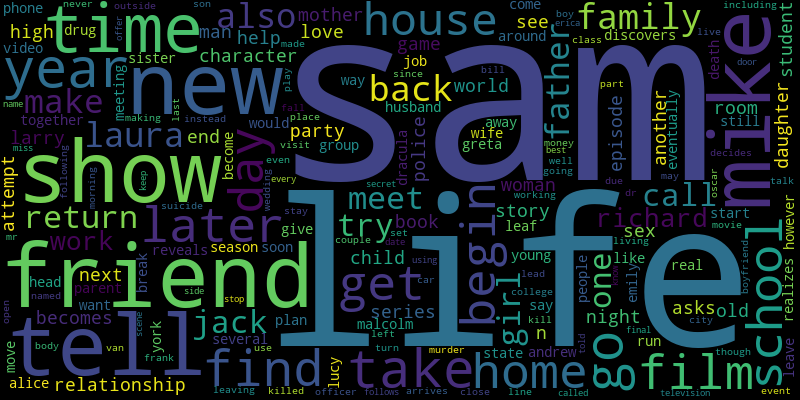 phone never outside son offer made come boy erica including live
high drug time also mother house see around class family discovers student
video sister man help love game door
year new character job since bill death
name meeting make making last play way back world part room
together instead husband away another still
larry laura end would party group police wife greta place visit money best well going episode eventually daughter
miss show become day even dracula father mike
following morning wedding every sam
attempt suicide secret working due dr may decides oscar talk
keep stay meet woman call
return later give try book story leaf richard start movie
mr work reveals season soon couple set child begin young girl one sex living like real however
next break date using series people emily boyfriend realizes
head parent friend life car lead college say asks old
open named want side stop plan malcolm kill n night told final run city
body becomes jack several left state andrew school
move van scene york turn though leave
frank tell find use lucy get murder take home go film
alice relationship leaving killed officer follows arrives close line called television event